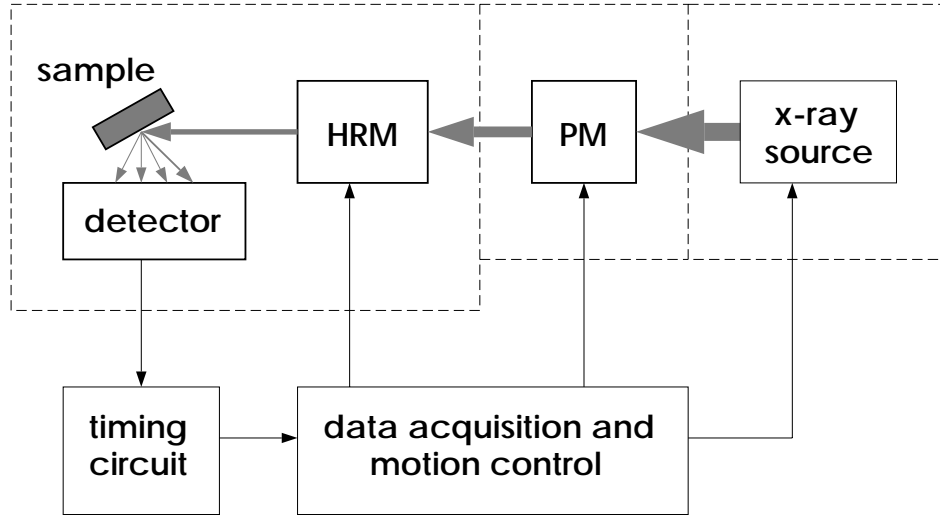 sample
HRM
PM
x-ray
source
detector
timing
circuit
data acquisition and
motion control